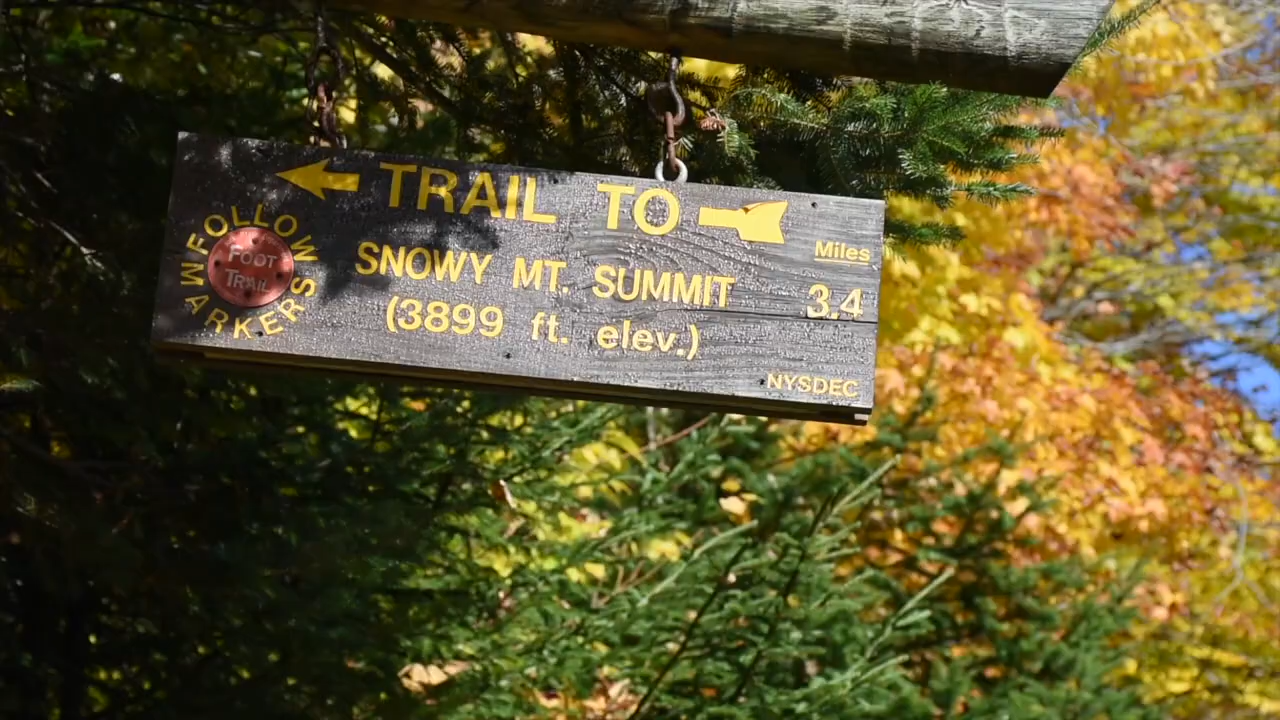 TRAIL TO
SNOWY MT. SUMMIT
(3899 ft. elev.)
Miles
3.4
FOLLOW
MARKERS
FOOT
TRAIL
NYSDEC